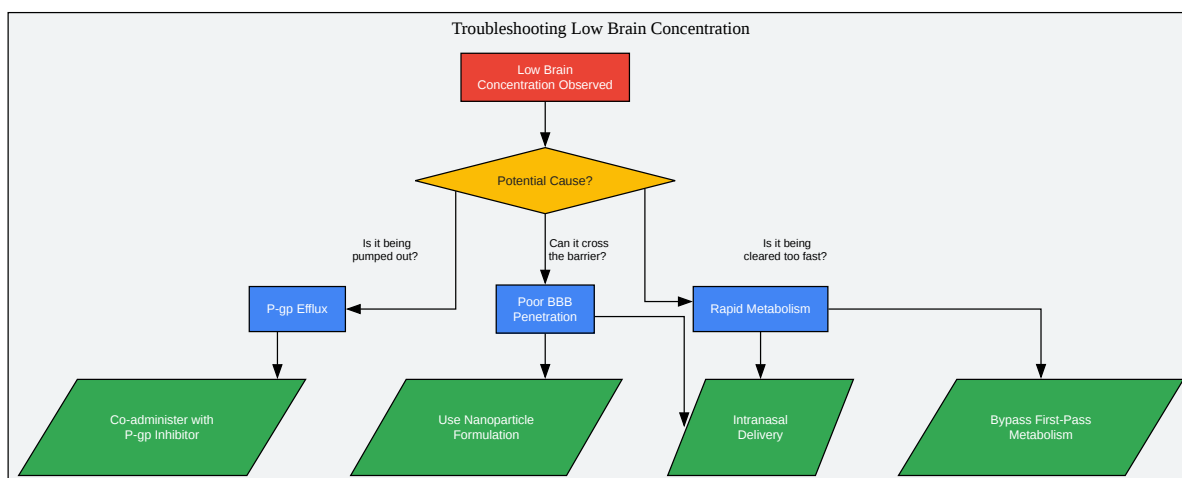 Troubleshooting Low Brain Concentration
Low Brain
Concentration Observed
Potential Cause?
Is it being
pumped out?
Can it cross
the barrier?
Is it being
cleared too fast?
P-gp Efflux
Poor BBB
Penetration
Rapid Metabolism
Co-administer with
P-gp Inhibitor
Use Nanoparticle
Formulation
Intranasal
Delivery
Bypass First-Pass
Metabolism